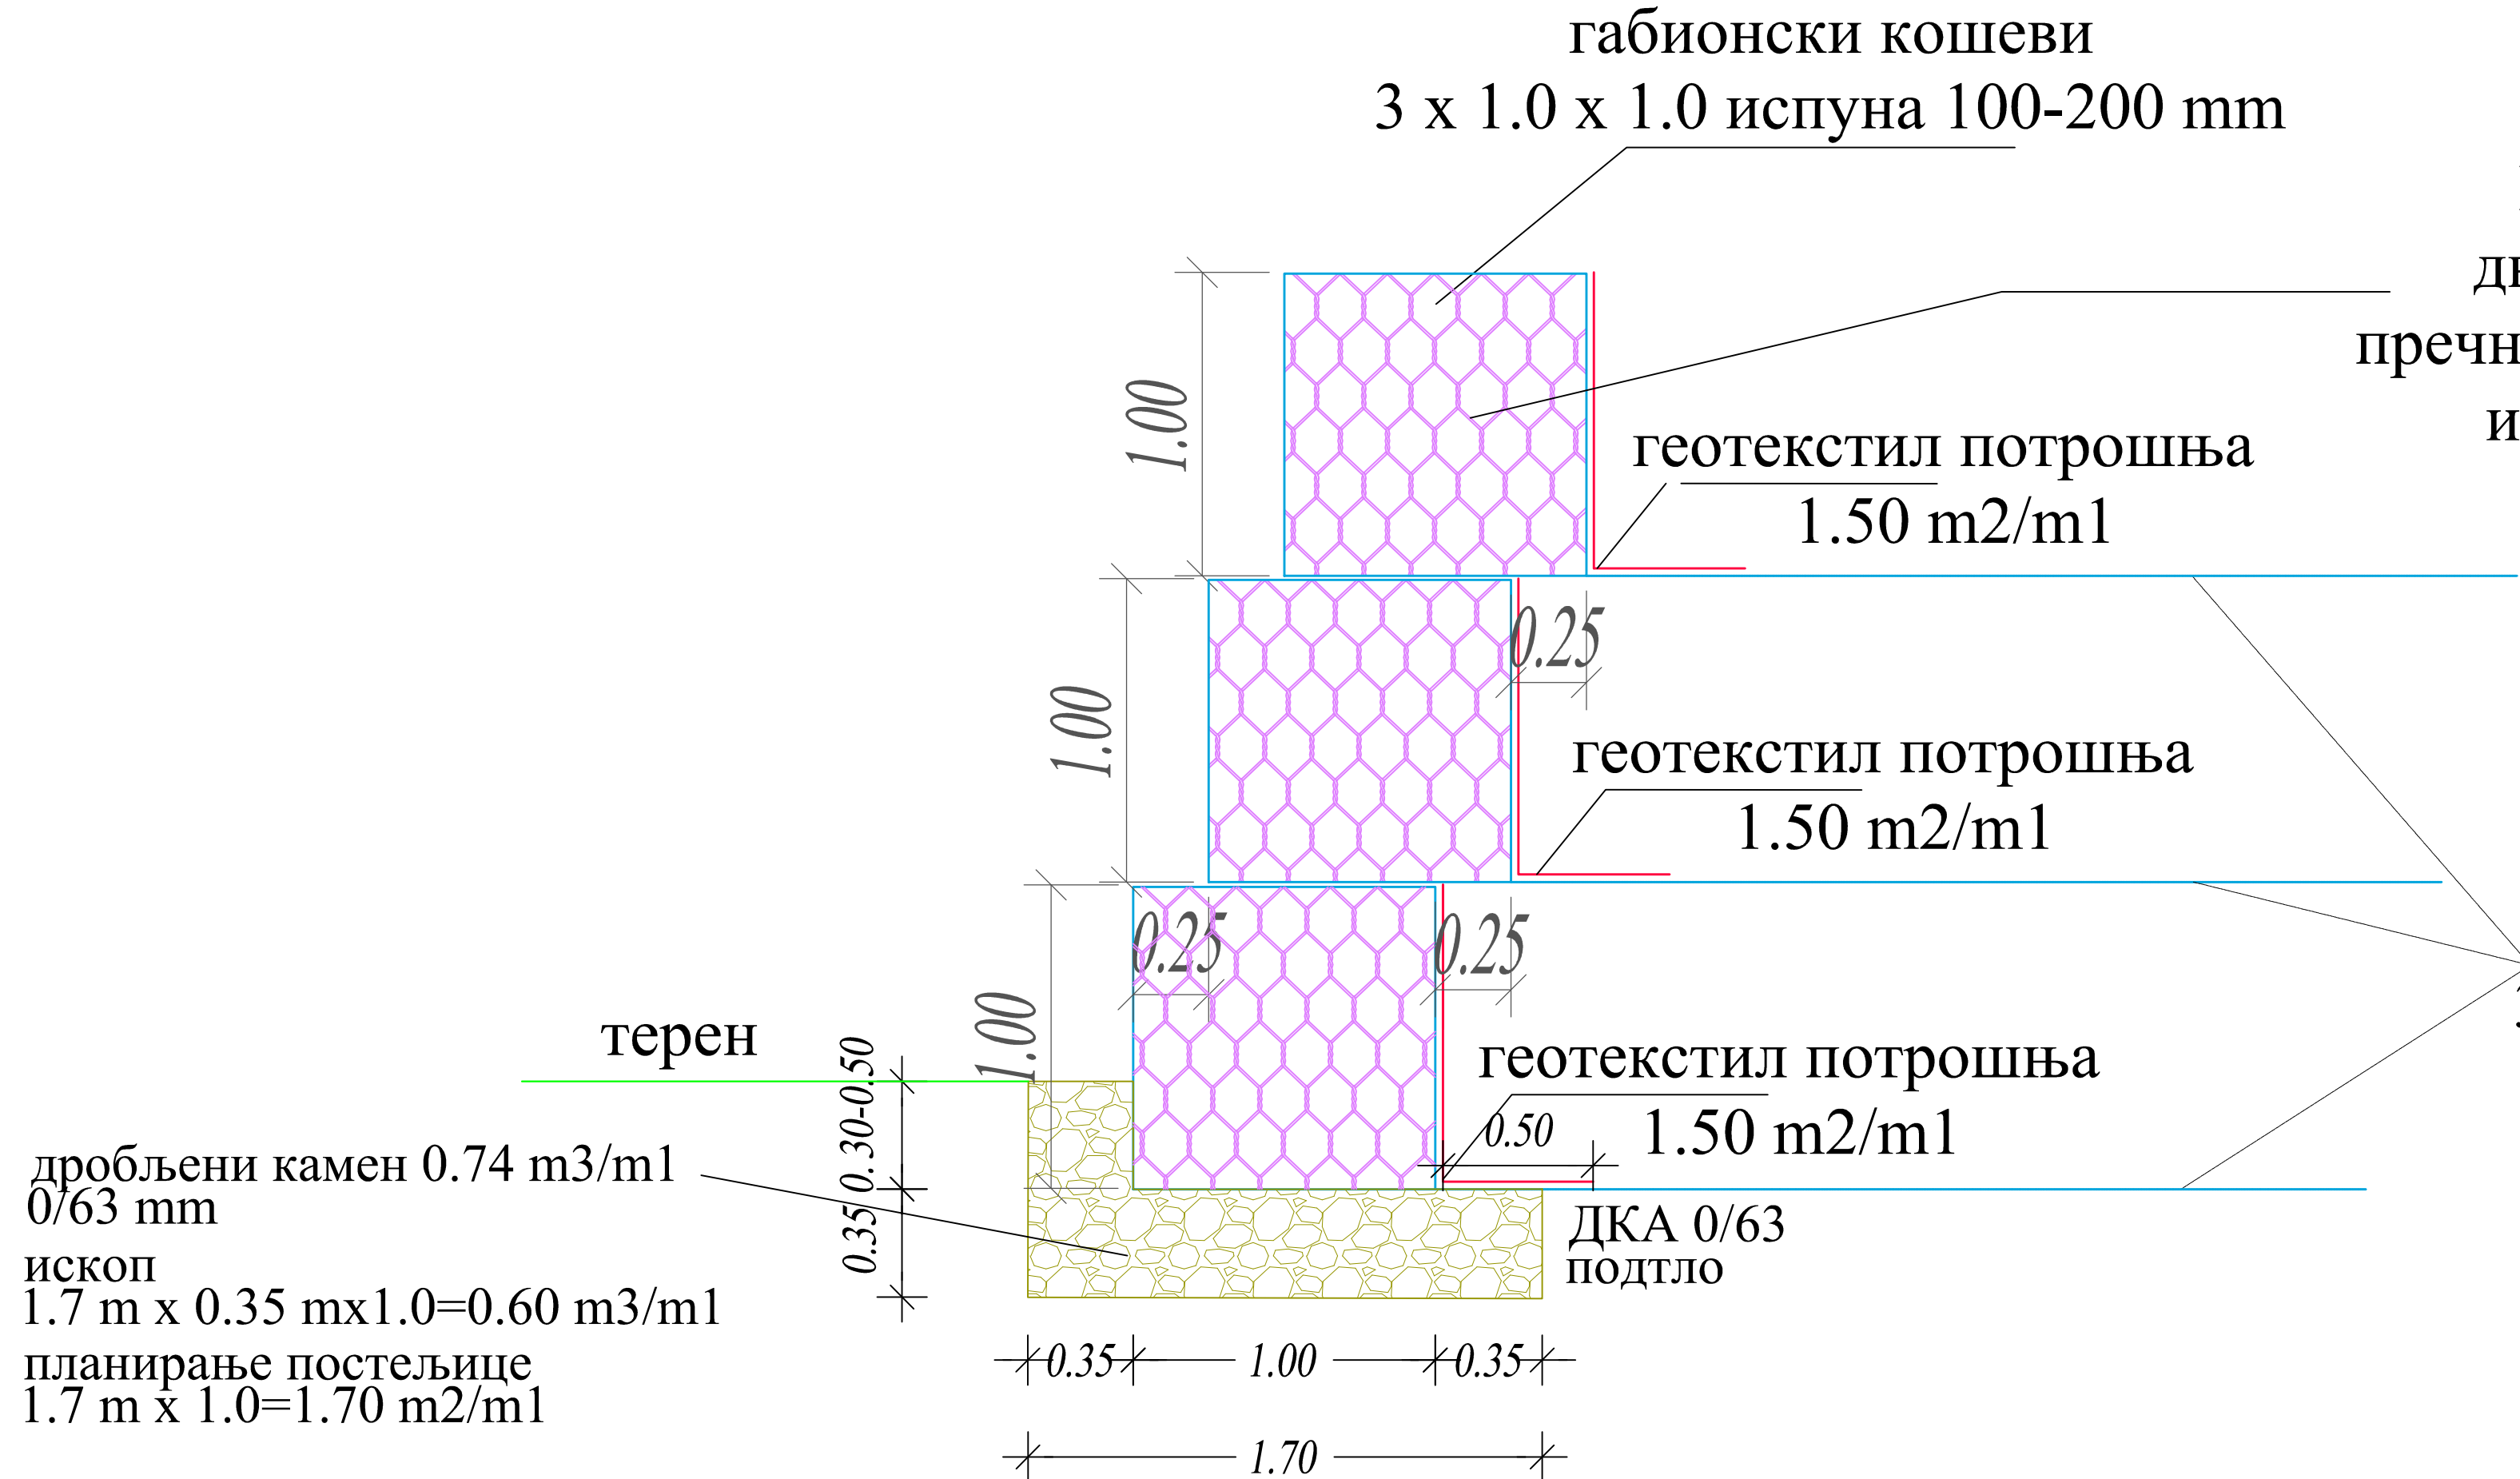 габионски кошеви
3 x 1.0 x 1.0 испуна 100-200 mm
пречн
1.00
геотекстил потрошња
1.50 m2/m1
0.25
1.00
геотекстил потрошња
1.50 m2/m1
0.25
0.25
1.00
терен
0.30-0.50
геотекстил потрошња
0.50
1.50 m2/m1
дробљени камен 0.74 m3/m1
0/63 mm
0.35
ДКА 0/63
подтло
ископ
1.7 m x 0.35 mx1.0=0.60 m3/m1
планирање постељице
1.7 m x 1.0=1.70 m2/m1
0.35
1.00
0.35
1.70